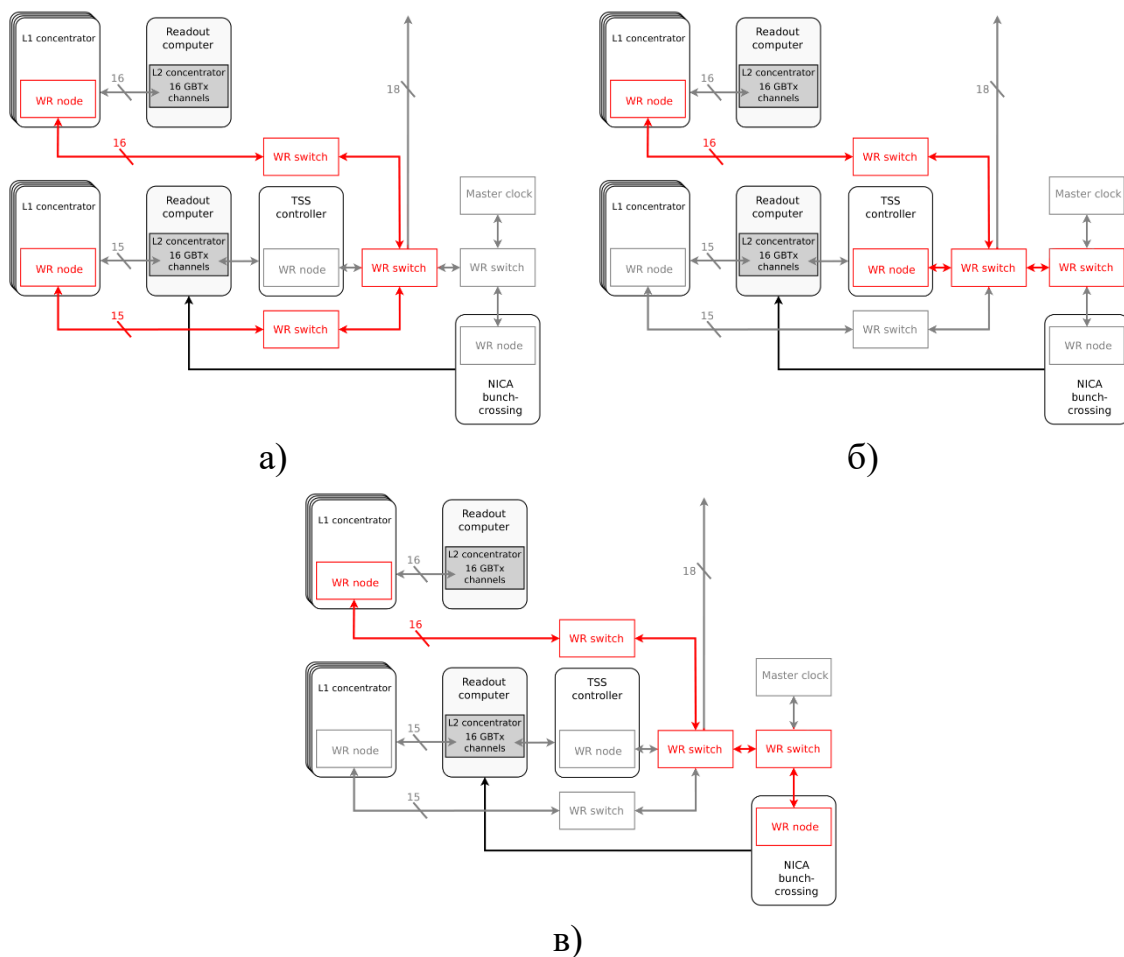 L1 concentrator
WR node
16
Readout
computer
L2 concentrator
16 GBTx
channels
18
16
WR switch
L1 concentrator
WR node
15
Readout
computer
L2 concentrator
16 GBTx
channels
TSS
controller
WR node
WR switch
Master clock
WR switch
15
WR switch
WR node
NICA
bunch-
crossing
а)
L1 concentrator
WR node
16
Readout
computer
L2 concentrator
16 GBTx
channels
18
16
WR switch
L1 concentrator
WR node
15
Readout
computer
L2 concentrator
16 GBTx
channels
TSS
controller
WR node
WR switch
Master clock
WR switch
15
WR switch
WR node
NICA
bunch-
crossing
б)
L1 concentrator
WR node
16
Readout
computer
L2 concentrator
16 GBTx
channels
18
16
WR switch
L1 concentrator
WR node
15
Readout
computer
L2 concentrator
16 GBTx
channels
TSS
controller
WR node
WR switch
Master clock
WR switch
15
WR switch
WR node
NICA
bunch-
crossing
в)